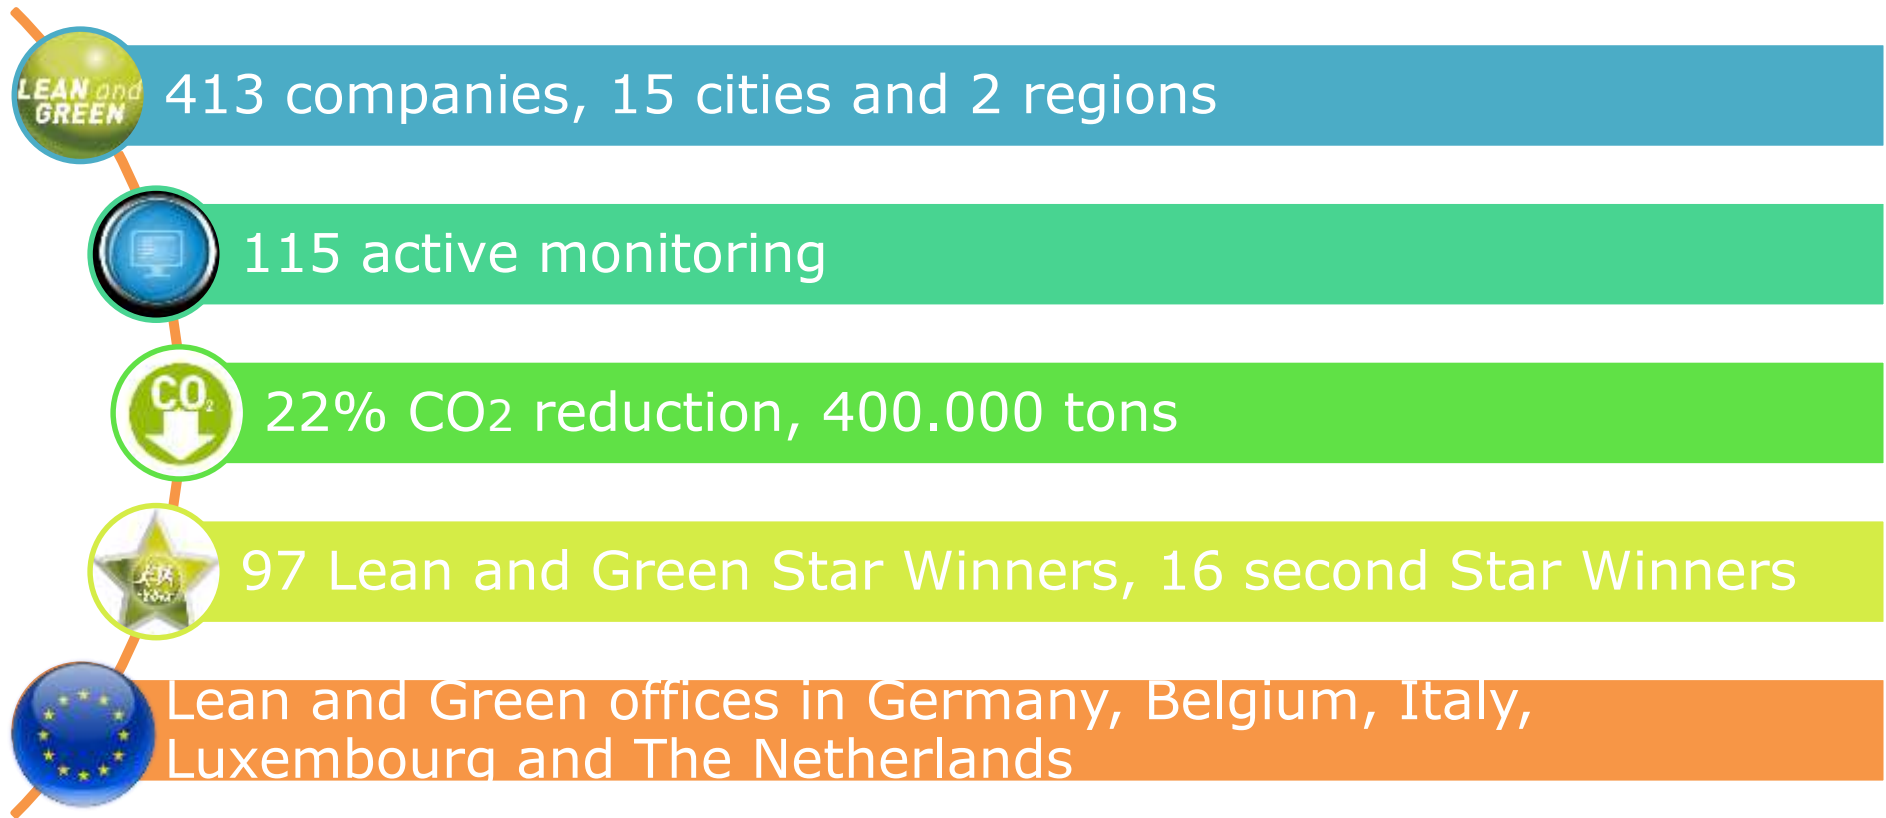 LEAN and
GREEN
413 companies, 15 cities and 2 regions
115 active monitoring
CO2
22% CO2 reduction, 400.000 tons
97 Lean and Green Star Winners, 16 second Star Winners
Lean and Green offices in Germany, Belgium, Italy,
Luxembourg and The Netherlands